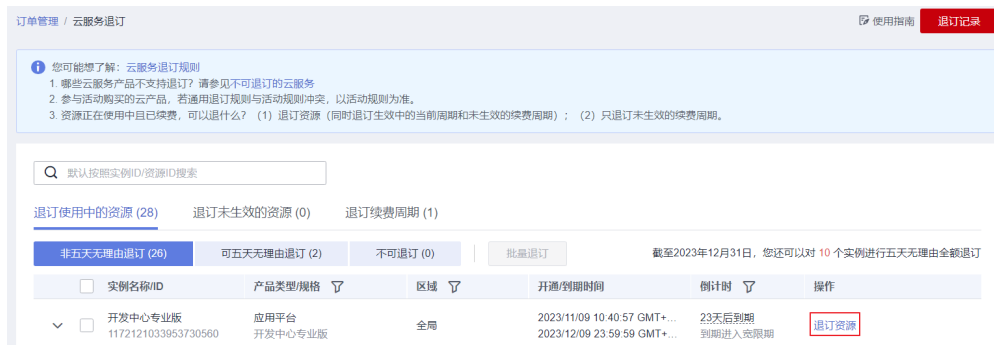 订单管理 / 云服务退订
使用指南
退订记录
您可能想了解：云服务退订规则
1. 哪些云服务产品不支持退订？请参见不可退订的云服务
2. 参与活动购买的云产品，若通用退订规则与活动规则冲突，以活动规则为准。
3. 资源正在使用中且已续费，可以退什么？（1）退订资源（同时退订生效中的当前周期和未生效的续费周期）；（2）只退订未生效的续费周期。
默认按照实例ID/资源ID搜索
退订使用中的资源 (28) 退订未生效的资源 (0) 退订续费周期 (1)
非五天无理由退订 (26) 可五天无理由退订 (2) 不可退订 (0) 批量退订 截至2023年12月31日，您还可以对 10 个实例进行五天无理由全额退订
实例名称/ID 产品类型/规格 区域 开通/到期时间 倒计时 操作
开发中心专业版 应用平台 全局 2023/11/09 10:40:57 GMT+... 23天后到期 退订资源
1172121033953730560 开发中心专业版 2023/12/09 23:59:59 GMT+... 到期进入宽限期